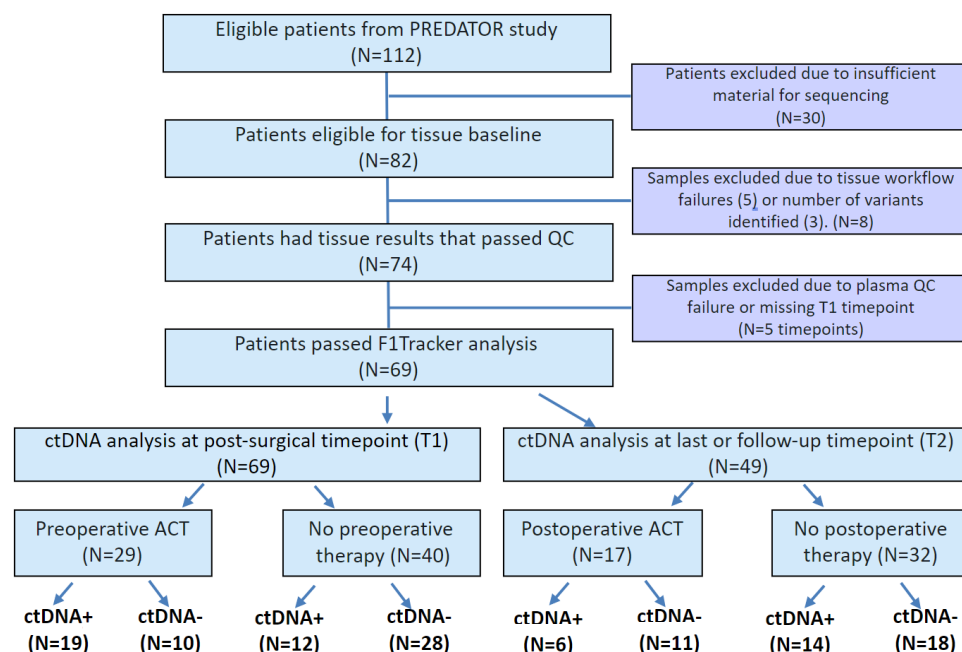 Eligible patients from PREDATOR study
(N=112)
Patients excluded due to insufficient
material for sequencing
(N=30)
Patients eligible for tissue baseline
(N=82)
Samples excluded due to tissue workflow
failures (5) or number of variants
identified (3). (N=8)
Patients had tissue results that passed QC
(N=74)
Samples excluded due to plasma QC
failure or missing T1 timepoint
(N=5 timepoints)
Patients passed F1Tracker analysis
(N=69)
ctDNA analysis at post-surgical timepoint (T1)
(N=69)
ctDNA analysis at last or follow-up timepoint (T2)
(N=49)
Preoperative ACT
(N=29)
No preoperative
therapy (N=40)
Postoperative ACT
(N=17)
No postoperative
therapy (N=32)
ctDNA+
(N=19)
ctDNA-
(N=10)
ctDNA+
(N=12)
ctDNA-
(N=28)
ctDNA+
(N=6)
ctDNA-
(N=11)
ctDNA+
(N=14)
ctDNA-
(N=18)